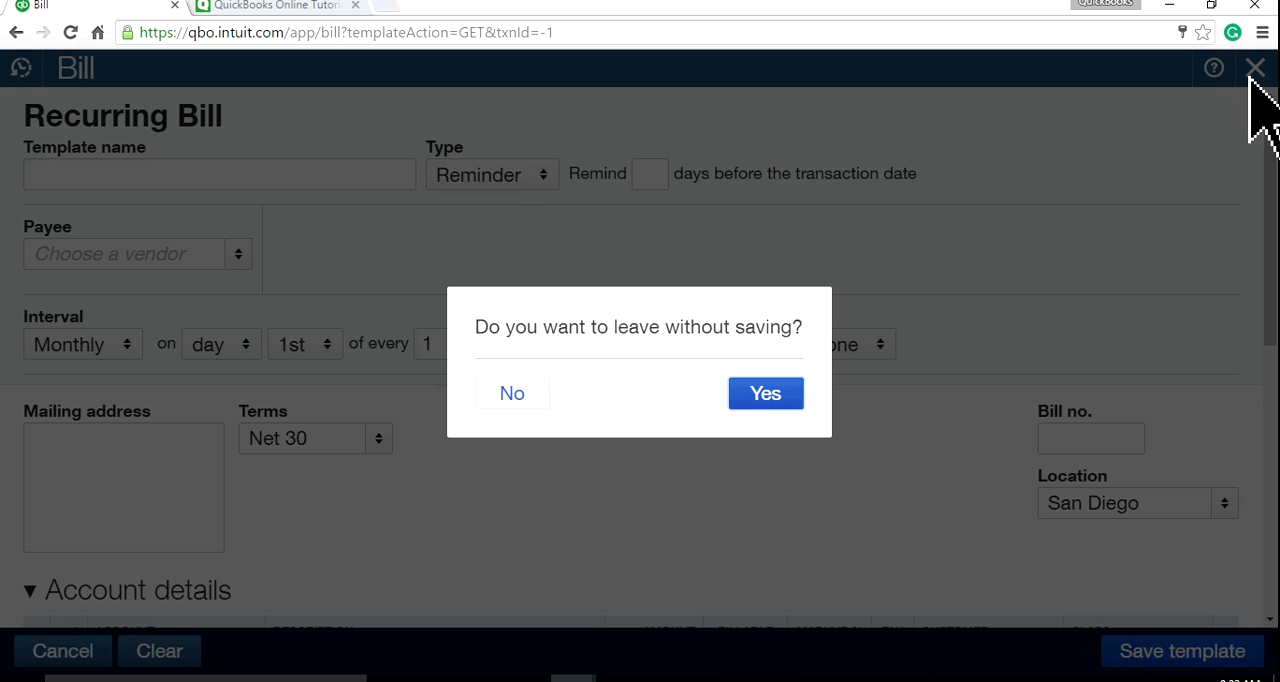 Bill
QuickBooks Online Tutori
QuickBooks
https://qbo.intuit.com/app/bill?templateAction=GET&txnId=-1
Bill
Recurring Bill
Template name
Type
Reminder
Remind
days before the transaction date
Payee
Choose a vendor
Interval
Monthly on day 1st of every 1
Do you want to leave without saving?
No
Yes
Mailing address
Terms
Net 30
Bill no.
Location
San Diego
Account details
Cancel
Clear
Save template